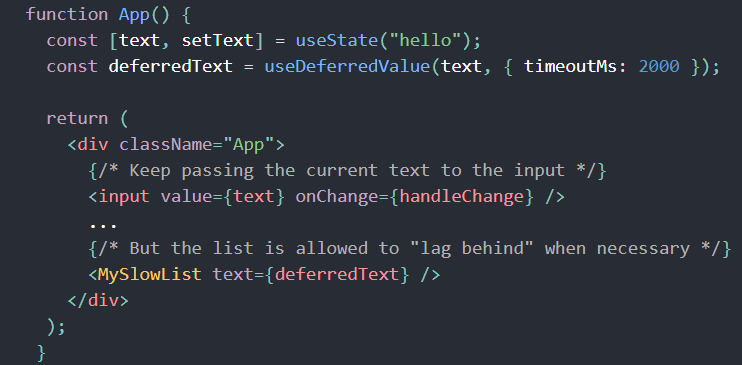 function App() {
const [text, setText] = useState("hello");
const deferredText = useDeferredValue(text, { timeoutMs: 2000 });
return (
<div className="App">
{/* Keep passing the current text to the input */}
<input value={text} onChange={handleChange} />
...
{/* But the list is allowed to "lag behind" when necessary */}
<MySlowList text={deferredText} />
</div>
);
}